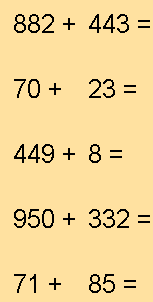 882 + 443 =
70 + 23 =
449 + 8 =
950 + 332 =
71 + 85 =